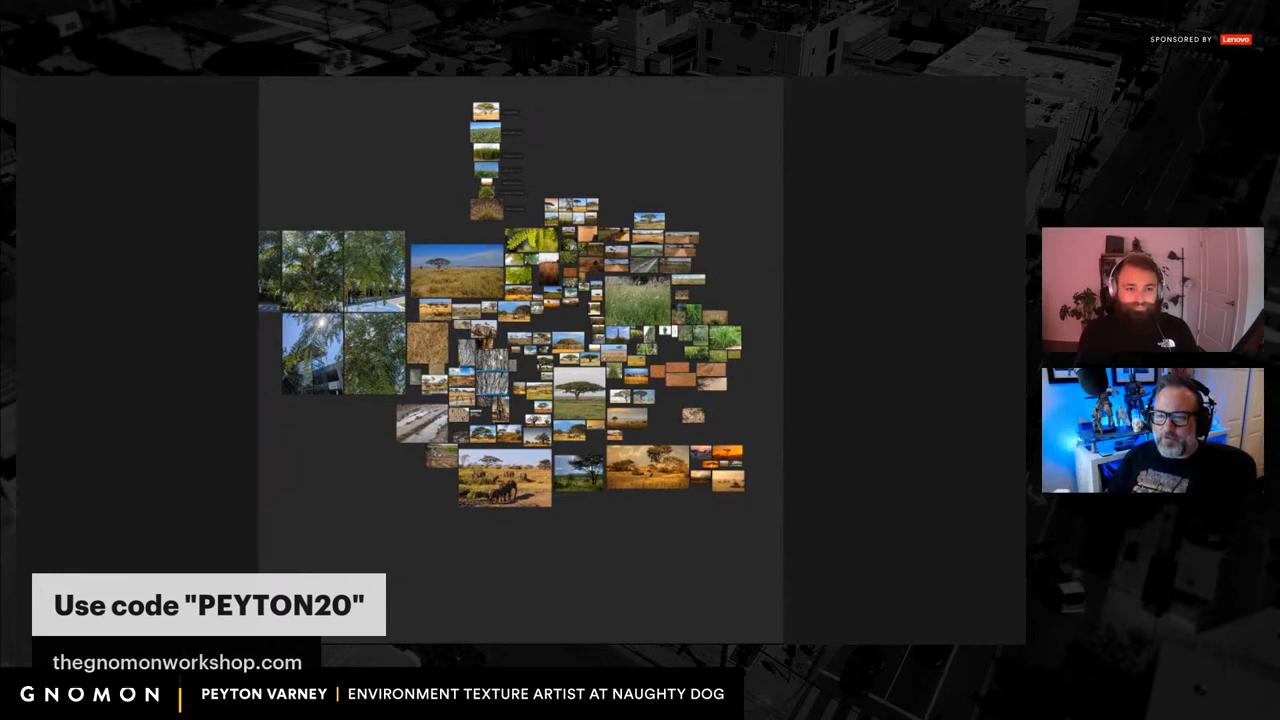 SPONSORED BY Lenovo
Use code "PEYTON20"
thegnomonworkshop.com
GNOMON | PEYTON VARNEY | ENVIRONMENT TEXTURE ARTIST AT NAUGHTY DOG